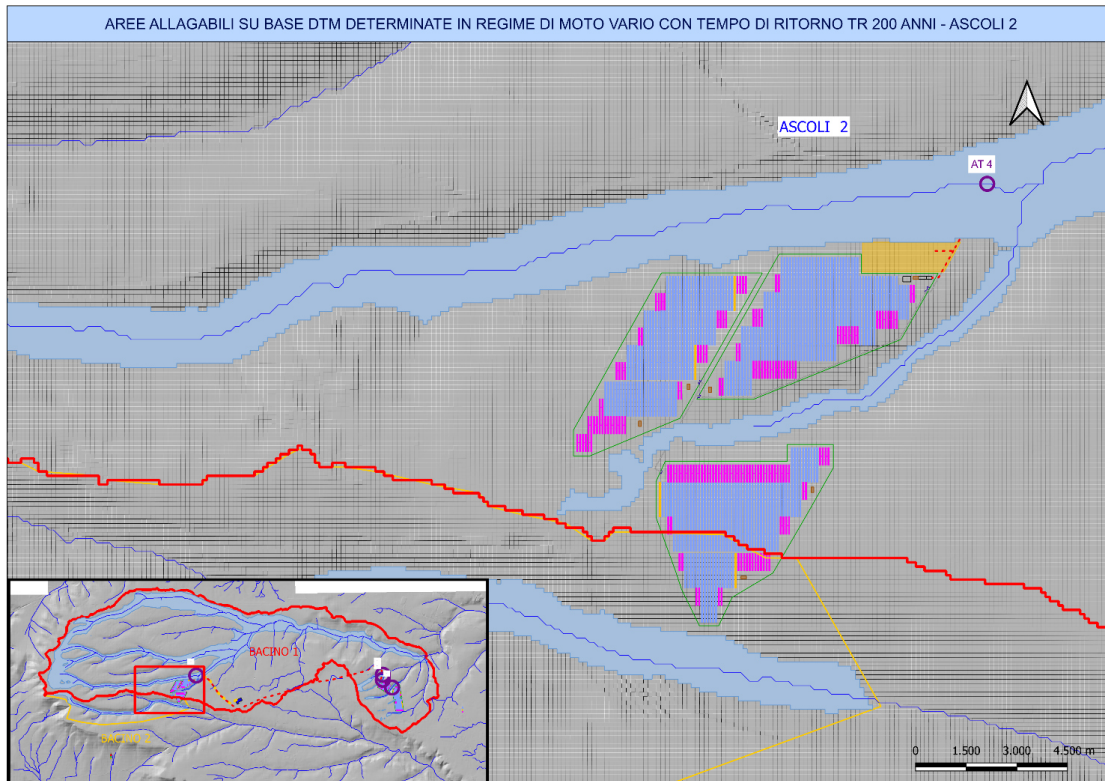 AREE ALLAGABILI SU BASE DTM DETERMINATE IN REGIME DI MOTO VARIO CON TEMPO DI RITORNO TR 200 ANNI - ASCOLI 2
ASCOLI 2
AT 4
BACINO 1
BACINO 2
0 1.500 3.000 4.500 m